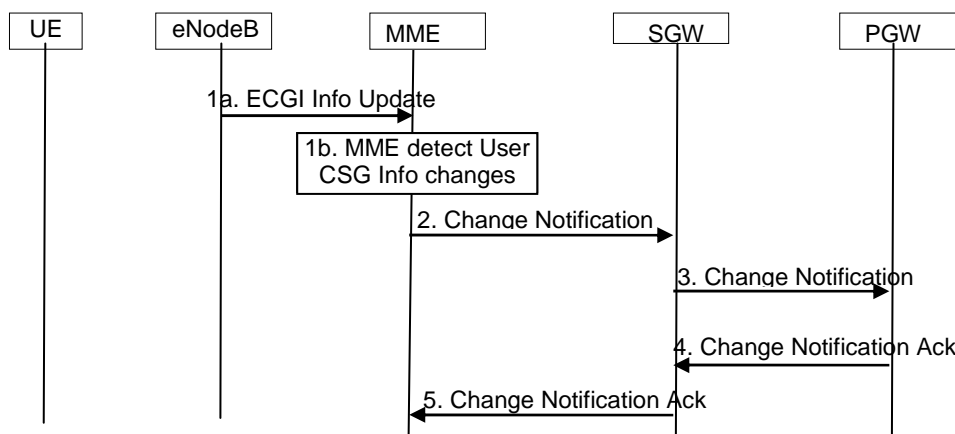 UE
eNodeB
MME
SGW
PGW
1a. ECGI Info Update
1b. MME detect User
CSG Info changes
2. Change Notification
3. Change Notification
4. Change Notification Ack
5. Change Notification Ack